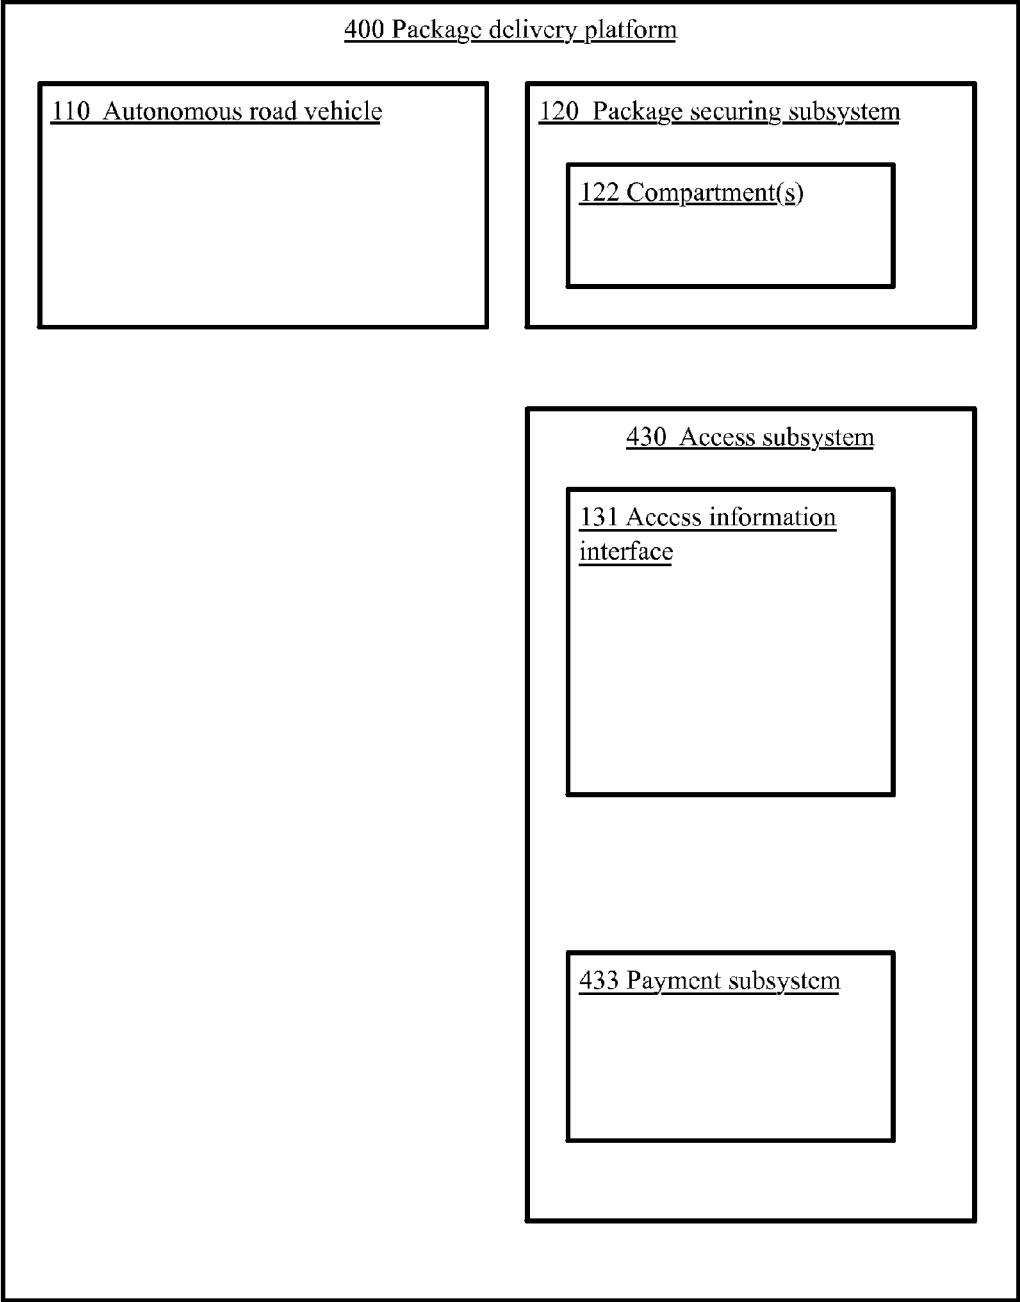 400 Package delivery platform
110 Autonomous road vehicle
120 Package securing subsystem
122 Compartment(s)
430 Access subsystem
131 Access information
interface
433 Payment subsystem